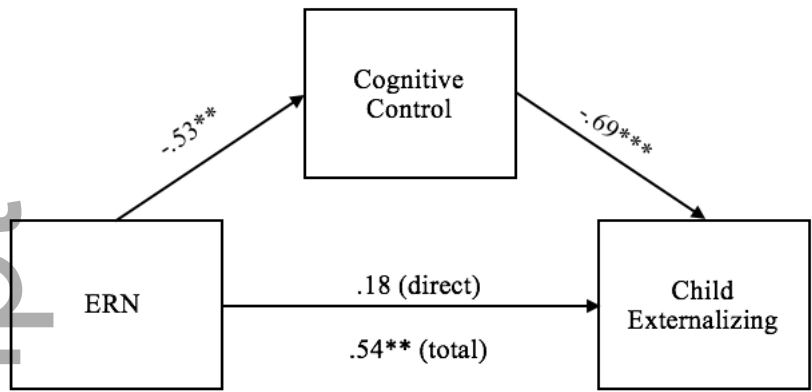 Cognitive
Control
-.53**
-.69***
ERN
.18 (direct)
.54** (total)
Child
Externalizing